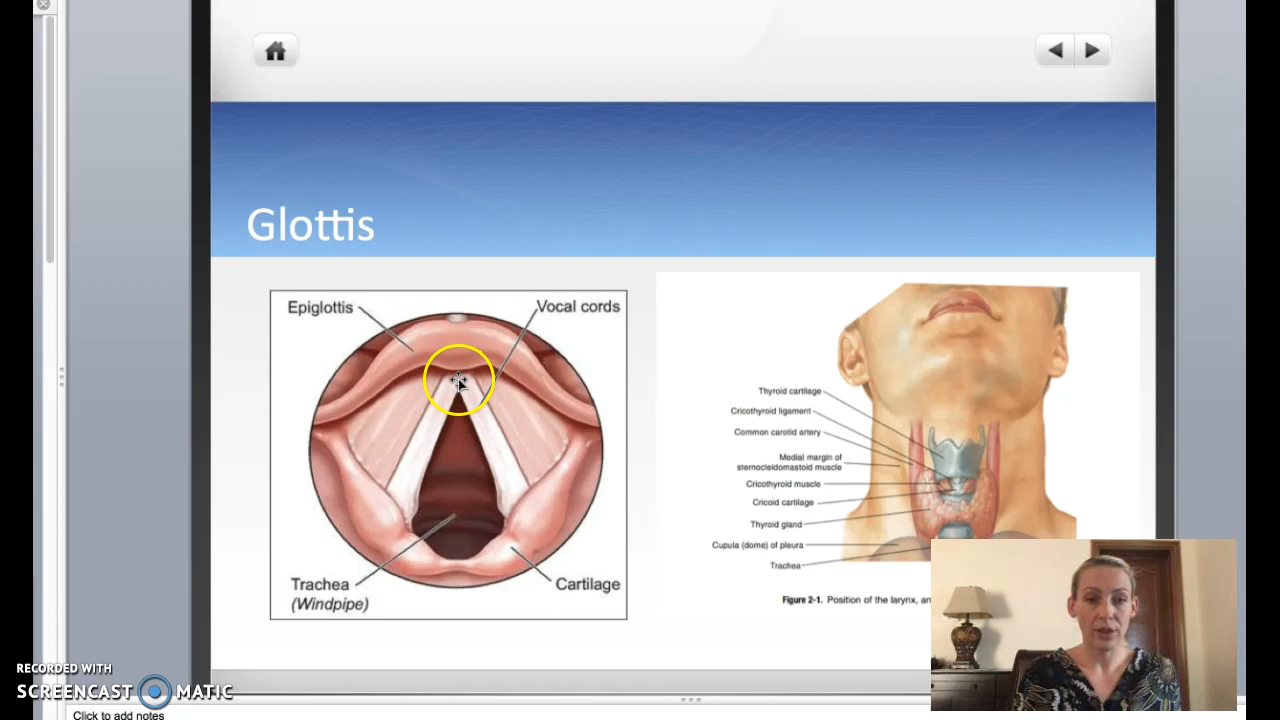 Glottis
Epiglottis
Vocal cords
Trachea
(Windpipe)
Cartilage
Thyroid cartilage
Cricothyroid ligament
Common carotid artery
Medial margin of
sternocleidomastoid muscle
Cricothyroid muscle
Cricoid cartilage
Thyroid gland
Cupula (dome) of pleura
Trachea
Figure 2-1. Position of the larynx, an
RECORDED WITH
SCREENCAST MATIC
Click to add notes